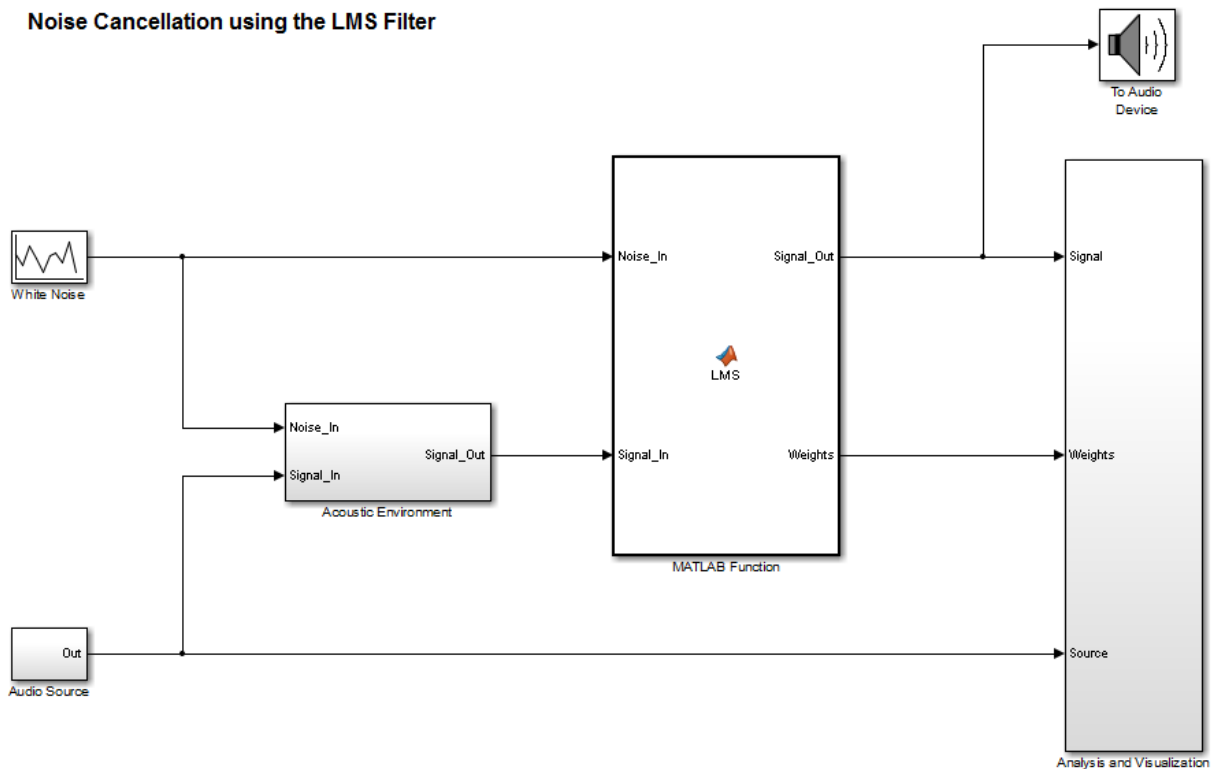 Noise Cancellation using the LMS Filter
To Audio
Device
White Noise
Noise_In
Signal_Out
Signal
LMS
Noise_In
Signal_Out
Signal_In
Acoustic Environment
Signal_In
Weights
Weights
MATLAB Function
Out
Audio Source
Source
Analysis and Visualization